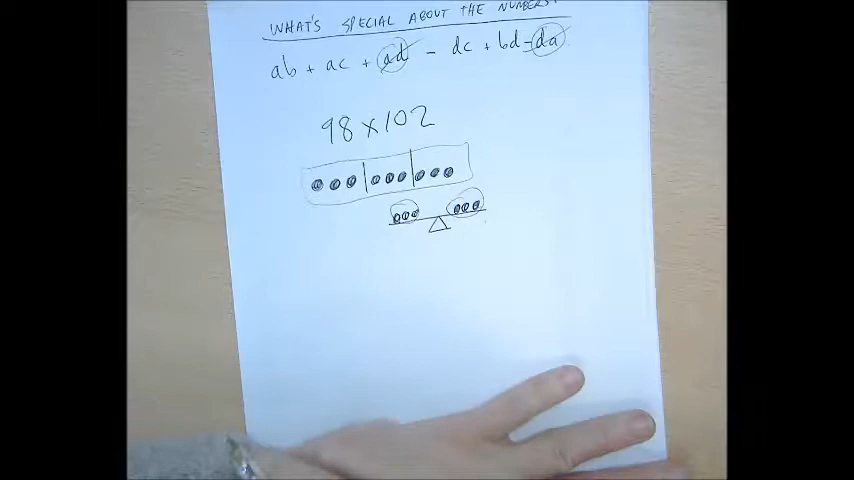 WHAT'S SPECIAL ABOUT THE NUMBERS?
ab + ac + ad - dc + bd - da
98 x 102